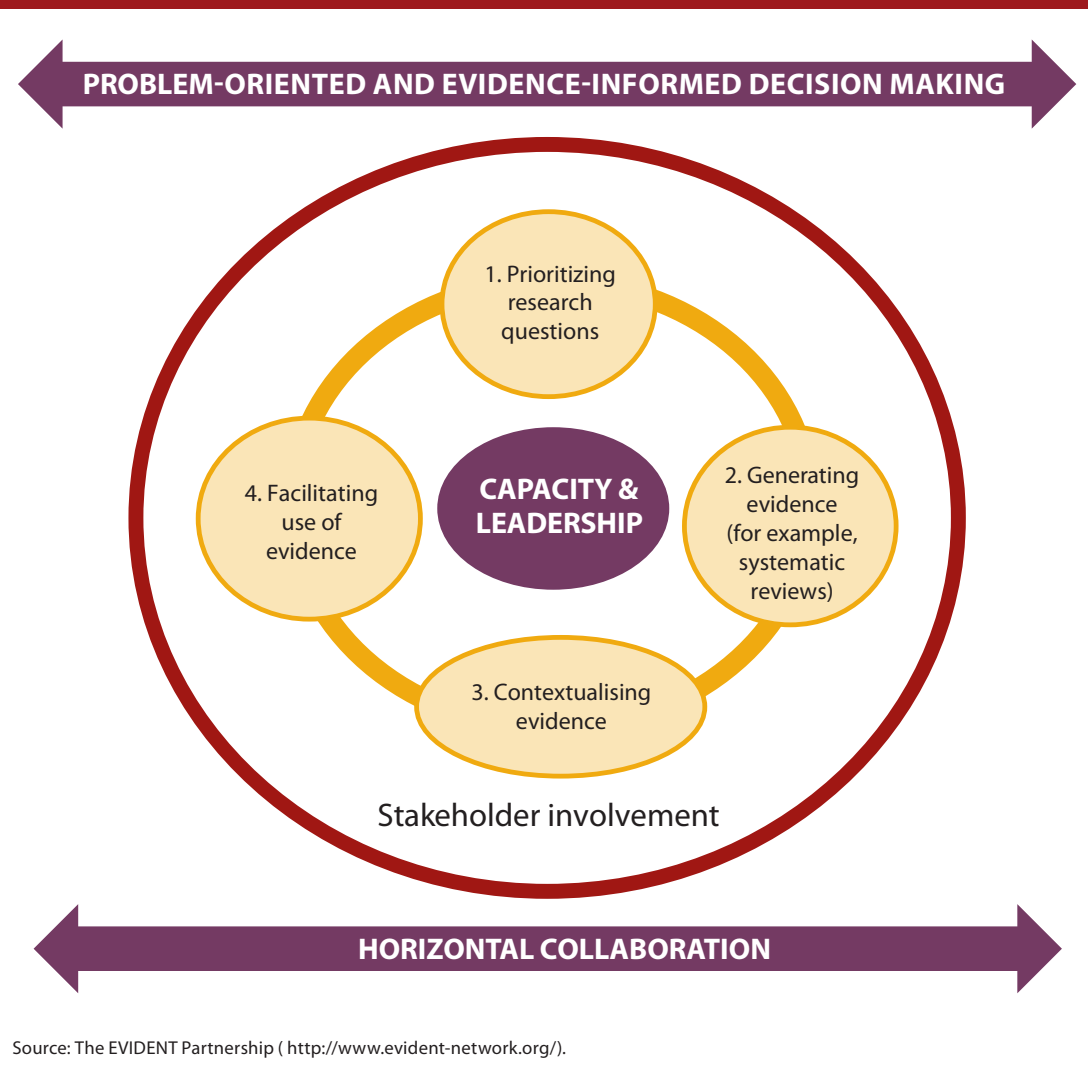 PROBLEM-ORIENTED AND EVIDENCE-INFORMED DECISION MAKING
1. Prioritizing
research
questions
2. Generating
evidence
(for example,
systematic
reviews)
CAPACITY &
LEADERSHIP
4. Facilitating
use of
evidence
3. Contextualising
evidence
Stakeholder involvement
HORIZONTAL COLLABORATION
Source: The EVIDENT Partnership ( http://www.evident-network.org/).